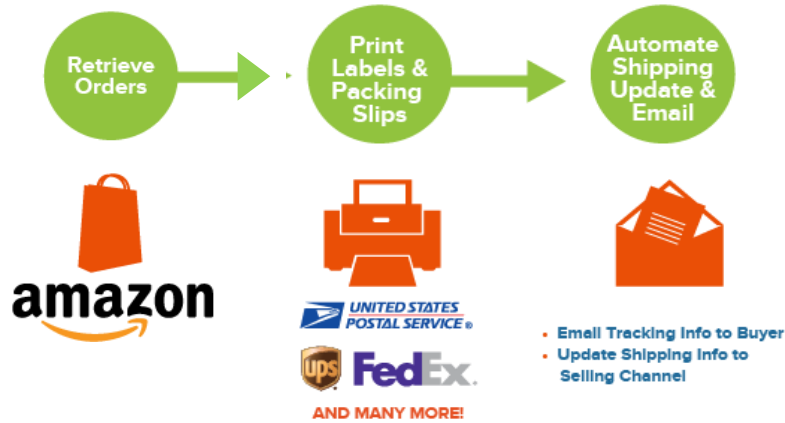 Retrieve
Orders
Print
Labels &
Packing
Slips
Automate
Shipping
Update &
Email
amazon
UNITED STATES
POSTAL SERVICE ®
ups
FedEx.
AND MANY MORE!
• Email Tracking Info to Buyer
• Update Shipping Info to
Selling Channel